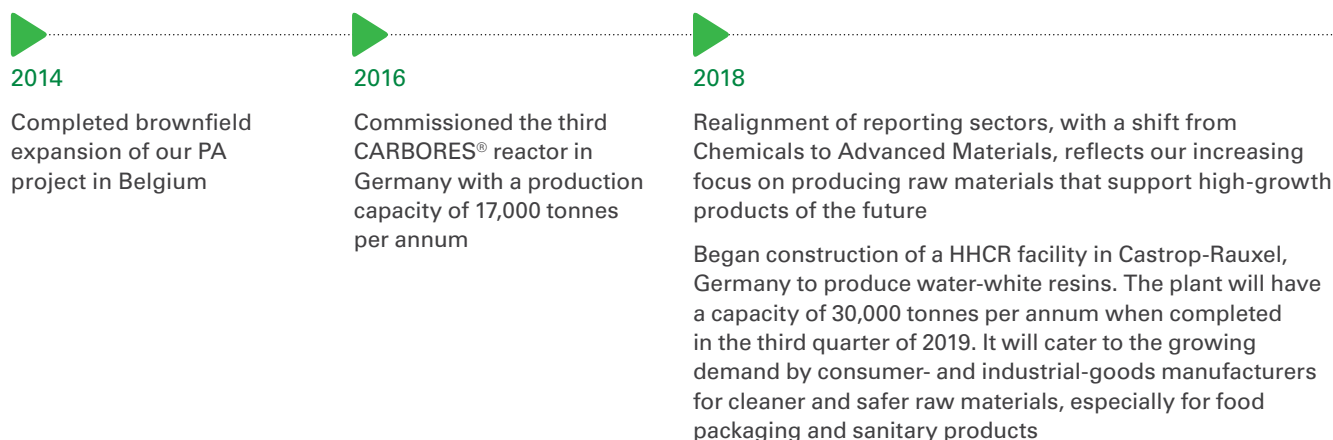 2014
Completed brownfield
expansion of our PA
project in Belgium
2016
Commissioned the third
CARBORES® reactor in
Germany with a production
capacity of 17,000 tonnes
per annum
2018
Realignment of reporting sectors, with a shift from
Chemicals to Advanced Materials, reflects our increasing
focus on producing raw materials that support high-growth
products of the future
Began construction of a HHCR facility in Castrop-Rauxel,
Germany to produce water-white resins. The plant will have
a capacity of 30,000 tonnes per annum when completed
in the third quarter of 2019. It will cater to the growing
demand by consumer- and industrial-goods manufacturers
for cleaner and safer raw materials, especially for food
packaging and sanitary products